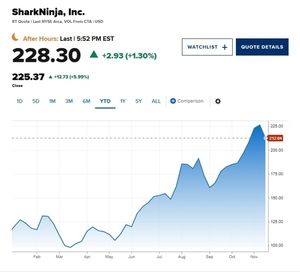 SharkNinja, Inc.
RT Quote | Last NYSE Arca, VOL From CTA | USD
After Hours: Last | 5:52 PM EST
228.30 +2.93 (+1.30%)
WATCHLIST +
QUOTE DETAILS
225.37 +12.73 (+5.99%)
Close
1D 5D 1M 3M 6M YTD 1Y 5Y ALL Comparison
225.00
212.64
200.00
175.00
150.00
125.00
100.00
Feb Mar Apr May Jun Jul Aug Sep Oct Nov